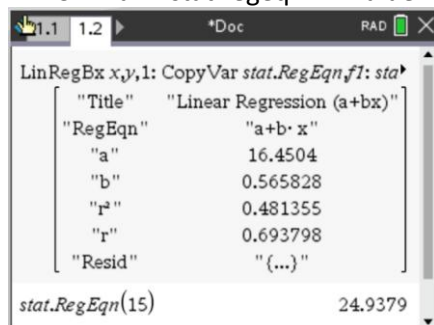 1.1 1.2 *Doc RAD
LinRegBx x,y,1: CopyVar stat.RegEqn,f1: sta
"Title" "Linear Regression (a+bx)"
"RegEqn" "a+b· x"
"a" 16.4504
"b" 0.565828
"r²" 0.481355
"r" 0.693798
"Resid" "{...}"
stat.RegEqn(15) 24.9379